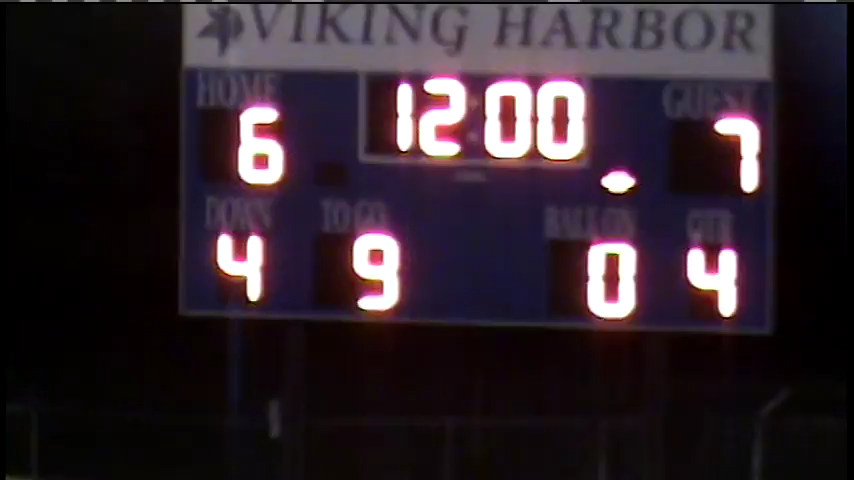 VIKING HARBOR
HOME 12:00 GUEST
6 7
DOWN TO GO BALL ON QTR
4 9 0 4